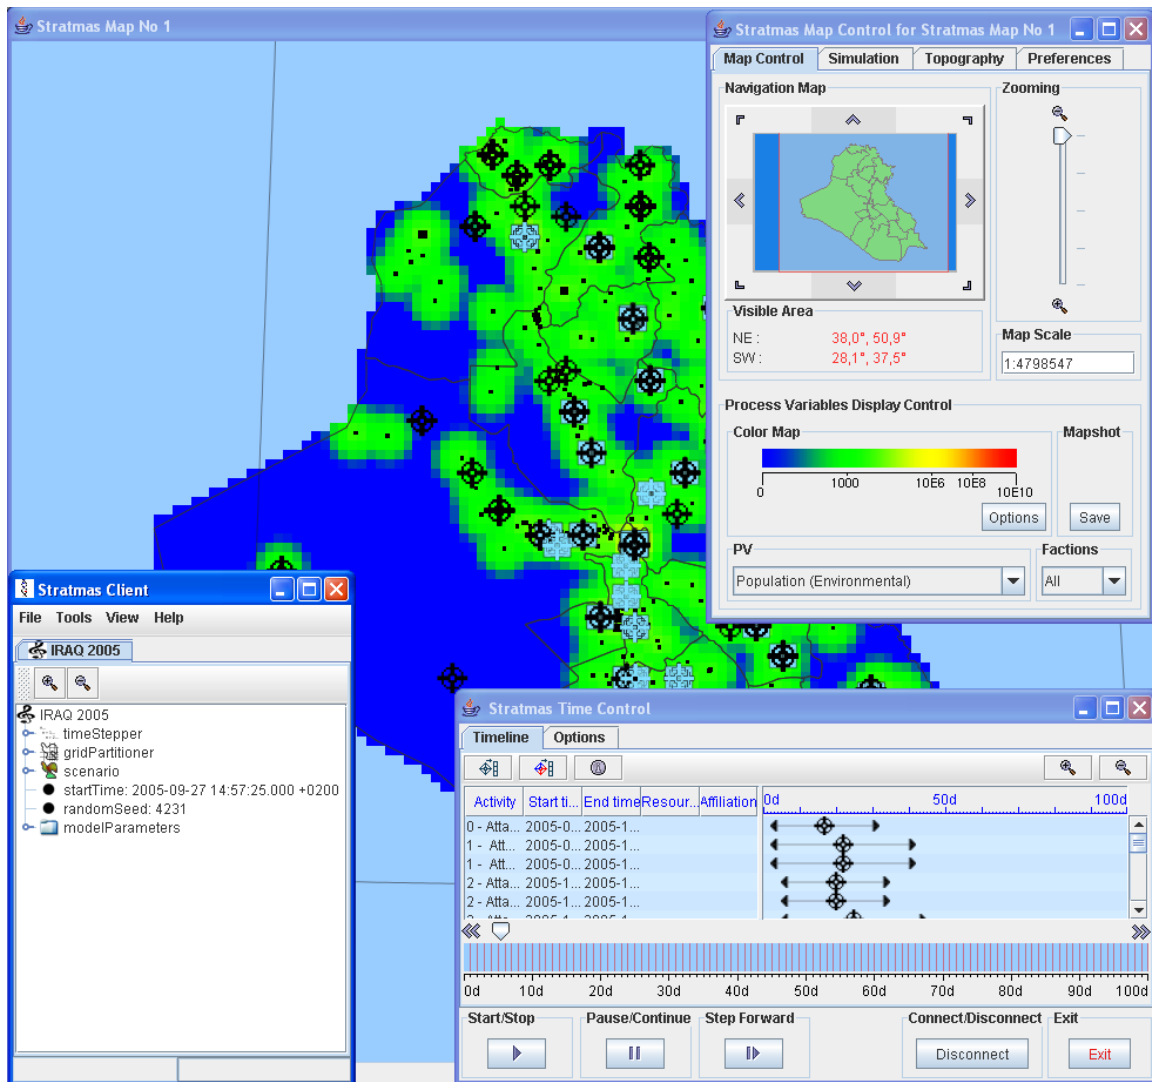 Stratmas Map No 1
Stratmas Map Control for Stratmas Map No 1
Map Control Simulation Topography Preferences
Navigation Map
Zooming
Visible Area
NE : 38,0°, 50,9°
SW : 28,1°, 37,5°
Map Scale
1:4798547
Process Variables Display Control
Color Map
Mapshot
0 1000 10E6 10E8 10E10
Options
Save
PV
Factions
Population (Environmental)
All
Stratmas Client
File Tools View Help
IRAQ 2005
IRAQ 2005
timeStepper
gridPartitioner
scenario
startTime: 2005-09-27 14:57:25.000 +0200
randomSeed: 4231
modelParameters
Stratmas Time Control
Timeline Options
Activity Start ti... End time Resour... Affiliation 0d 50d 100d
0 - Atta... 2005-0... 2005-1...
1 - Att... 2005-0... 2005-1...
1 - Att... 2005-0... 2005-1...
2 - Atta... 2005-1... 2005-1...
2 - Atta... 2005-1... 2005-1...
0d 10d 20d 30d 40d 50d 60d 70d 80d 90d 100d
Start/Stop Pause/Continue Step Forward Connect/Disconnect Exit
Disconnect Exit